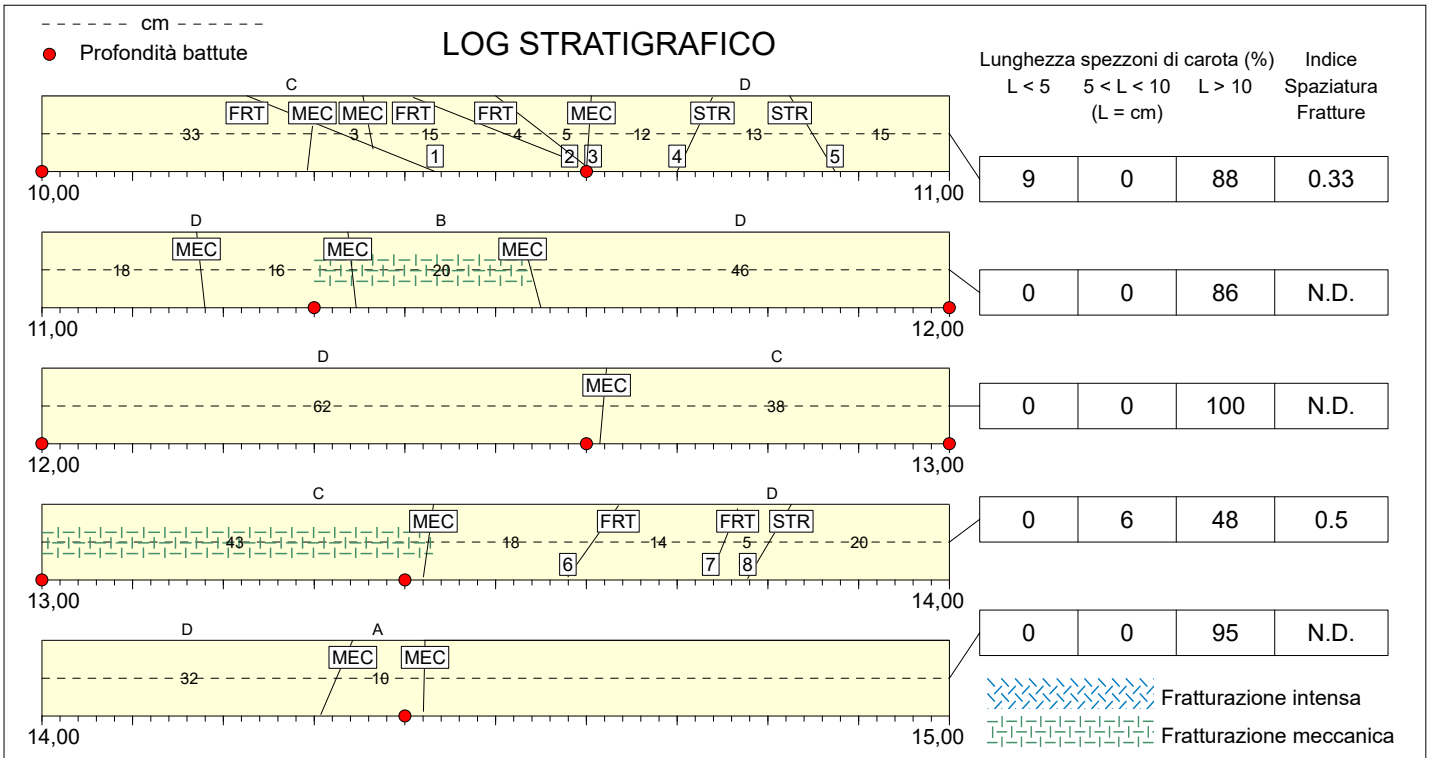 cm
Profondità battute
LOG STRATIGRAFICO
Lunghezza spezzoni di carota (%)
Indice
Spaziatura
Fratture
L < 5
5 < L < 10
L > 10
(L = cm)
C
D
FRT
MEC
MEC
FRT
FRT
MEC
STR
STR
33
3
15
4
5
12
13
15
1
2
3
4
5
10,00
11,00
9
0
88
0.33
D
B
D
MEC
MEC
MEC
18
16
20
46
11,00
12,00
0
0
86
N.D.
D
C
MEC
62
38
12,00
13,00
0
0
100
N.D.
C
D
MEC
FRT
FRT
STR
43
18
14
5
20
6
7
8
13,00
14,00
0
6
48
0.5
D
A
MEC
MEC
32
10
14,00
15,00
0
0
95
N.D.
Fratturazione intensa
Fratturazione meccanica